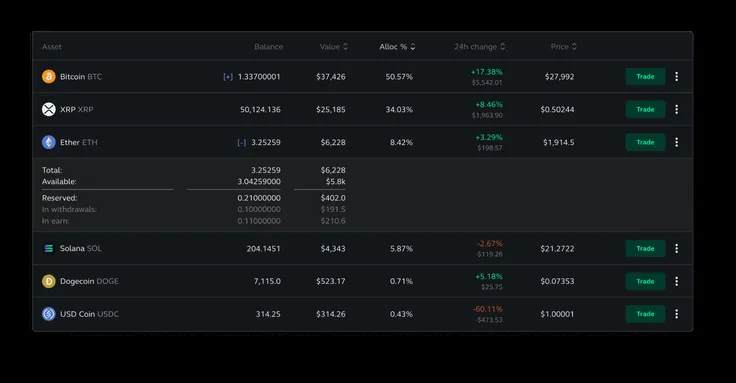 Asset Balance Value Alloc % 24h change Price
Bitcoin BTC [+] 1.33700001 $37,426 50.57% +17.38% $27,992 Trade
$5,542.01
XRP XRP 50,124.136 $25,185 34.03% +8.46% $0.50244 Trade
$1,963.90
Ether ETH [-] 3.25259 $6,228 8.42% +3.29% $1,914.5 Trade
$198.57
Total: 3.25259 $6,228
Available: 3.04259000 $5.8k
Reserved: 0.21000000 $402.0
In withdrawals: 0.10000000 $191.5
In earn: 0.11000000 $210.6
Solana SOL 204.1451 $4,343 5.87% -2.67% $21.2722 Trade
-$119.26
Dogecoin DOGE 7,115.0 $523.17 0.71% +5.18% $0.07353 Trade
$25.75
USD Coin USDC 314.25 $314.26 0.43% -60.11% $1.00001 Trade
-$473.53